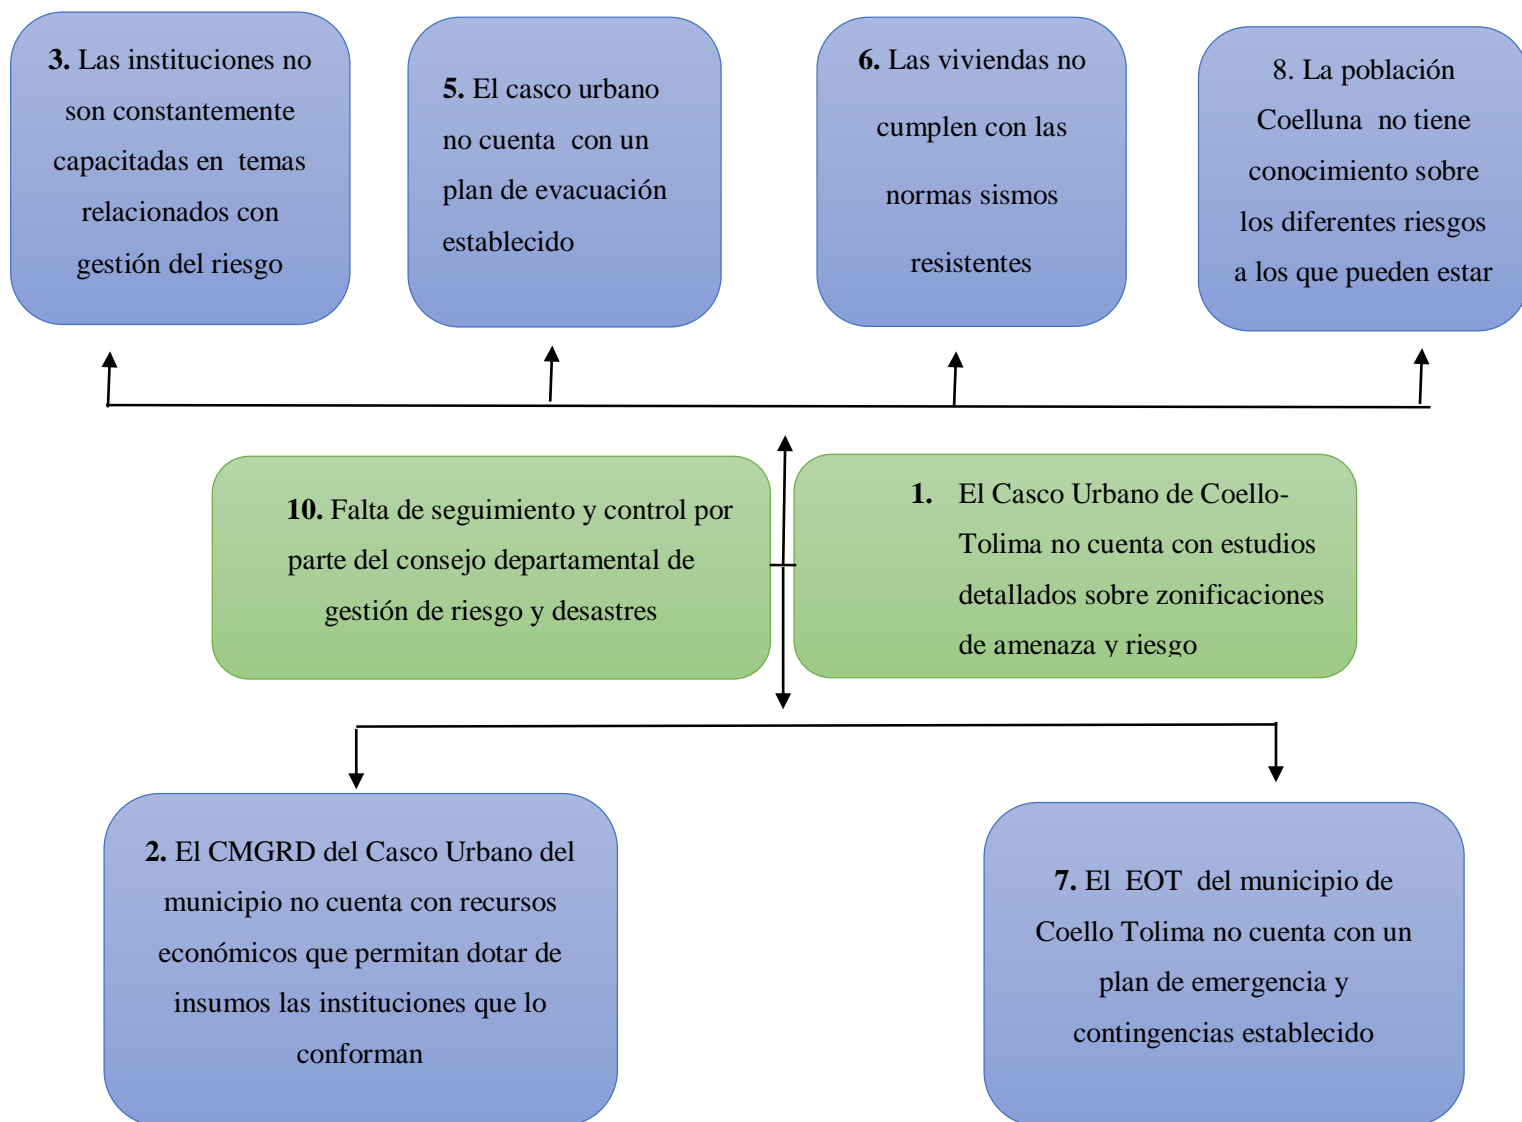 3. Las instituciones no
son constantemente
capacitadas en temas
relacionados con
gestión del riesgo
5. El casco urbano
no cuenta con un
plan de evacuación
establecido
6. Las viviendas no
cumplen con las
normas sismos
resistentes
8. La población
Coelluna no tiene
conocimiento sobre
los diferentes riesgos
a los que pueden estar
10. Falta de seguimiento y control por
parte del consejo departamental de
gestión de riesgo y desastres
1. El Casco Urbano de Coello-
Tolima no cuenta con estudios
detallados sobre zonificaciones
de amenaza y riesgo
2. El CMGRD del Casco Urbano del
municipio no cuenta con recursos
económicos que permitan dotar de
insumos las instituciones que lo
conforman
7. El EOT del municipio de
Coello Tolima no cuenta con un
plan de emergencia y
contingencias establecido